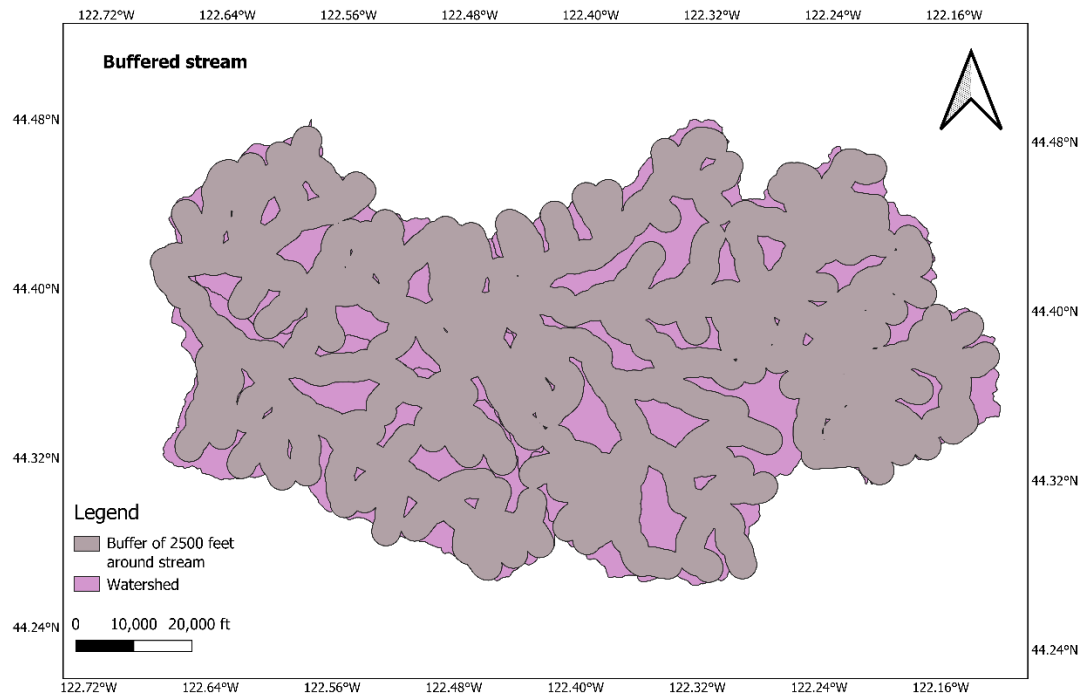 122.72°W 122.64°W 122.56°W 122.48°W 122.40°W 122.32°W 122.24°W 122.16°W
Buffered stream
44.48°N 44.48°N
44.40°N 44.40°N
44.32°N 44.32°N
Legend
Buffer of 2500 feet
around stream
Watershed
0 10,000 20,000 ft
44.24°N 44.24°N
122.72°W 122.64°W 122.56°W 122.48°W 122.40°W 122.32°W 122.24°W 122.16°W